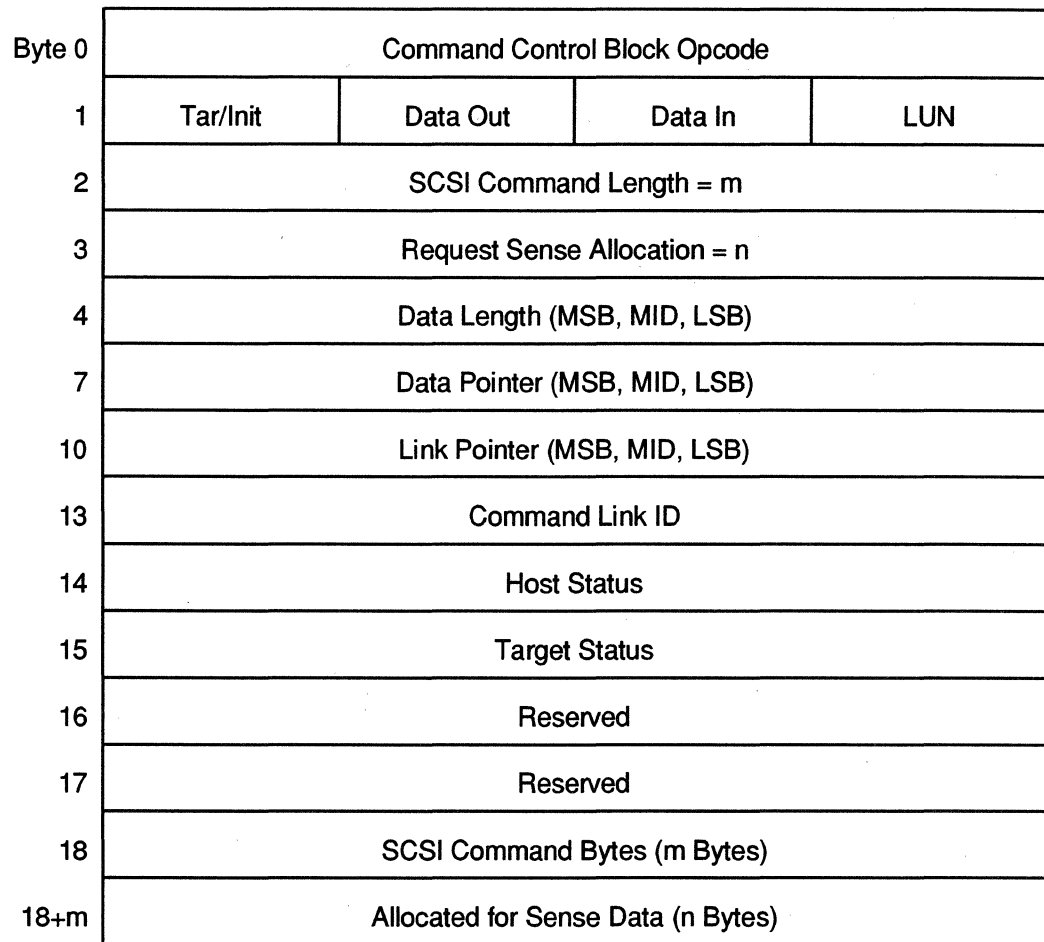 Byte 0 Command Control Block Opcode
1 Tar/Init Data Out Data In LUN
2 SCSI Command Length = m
3 Request Sense Allocation = n
4 Data Length (MSB, MID, LSB)
7 Data Pointer (MSB, MID, LSB)
10 Link Pointer (MSB, MID, LSB)
13 Command Link ID
14 Host Status
15 Target Status
16 Reserved
17 Reserved
18 SCSI Command Bytes (m Bytes)
18+m Allocated for Sense Data (n Bytes)